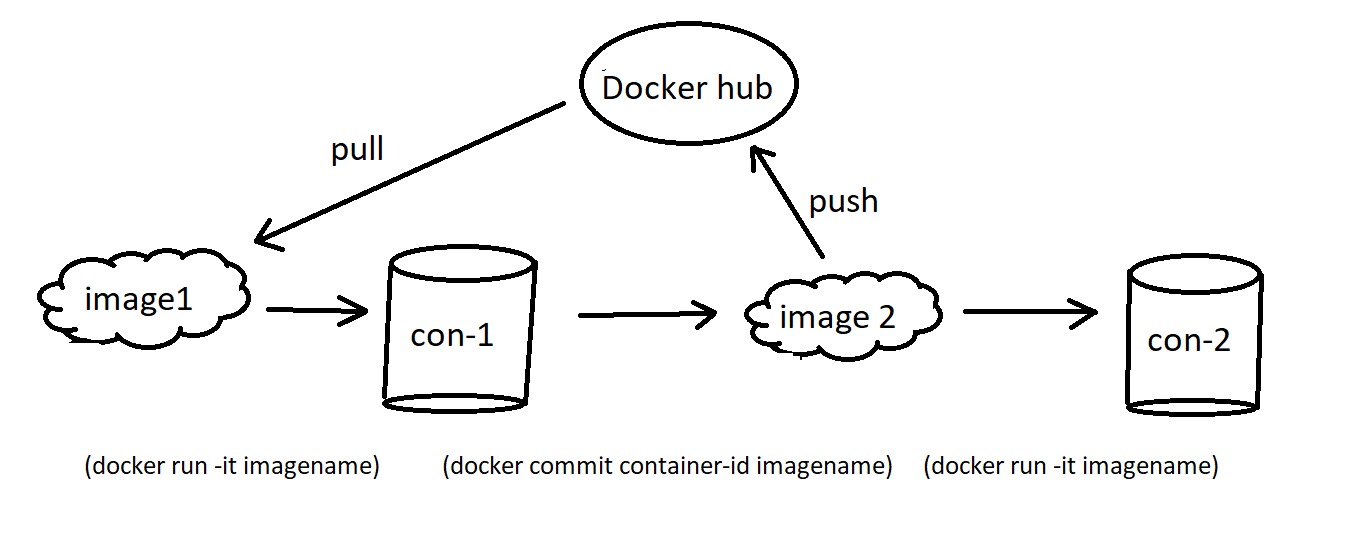 Docker hub
pull
push
image1
con-1
image 2
con-2
(docker run -it imagename)
(docker commit container-id imagename)
(docker run -it imagename)